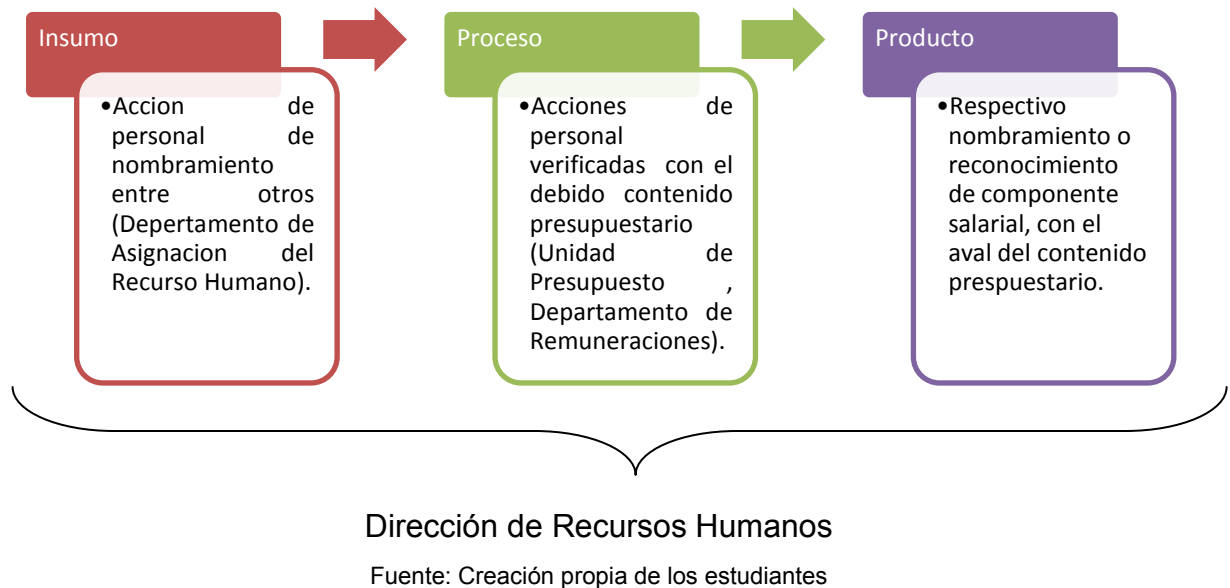 Insumo
•Accion de
personal de
nombramiento
entre otros
(Depertamento de
Asignacion del
Recurso Humano).
Proceso
•Acciones de
personal
verificadas con el
debido contenido
presupuestario
(Unidad de
Presupuesto ,
Departamento de
Remuneraciones).
Producto
•Respectivo
nombramiento o
reconocimiento
de componente
salarial, con el
aval del contenido
prespuestario.
Dirección de Recursos Humanos
Fuente: Creación propia de los estudiantes